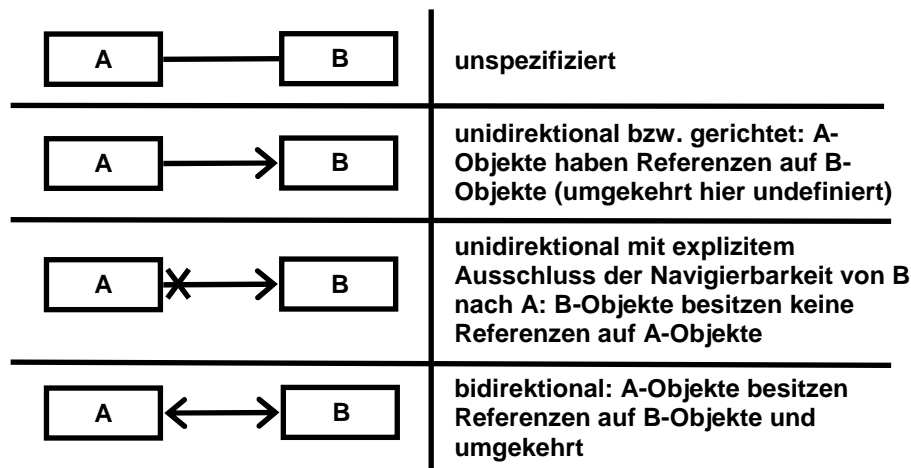 A B unspezifiziert
A B unidirektional bzw. gerichtet: A-
Objekte haben Referenzen auf B-
Objekte (umgekehrt hier undefiniert)
A B unidirektional mit explizitem
Ausschluss der Navigierbarkeit von B
nach A: B-Objekte besitzen keine
Referenzen auf A-Objekte
A B bidirektional: A-Objekte besitzen
Referenzen auf B-Objekte und
umgekehrt